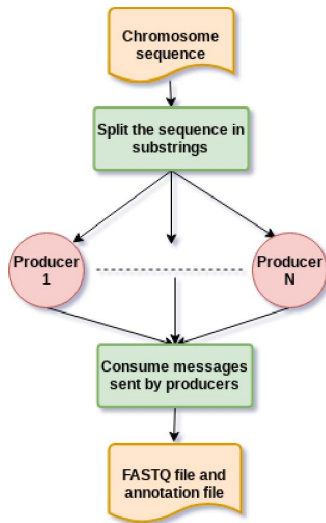 Chromosome
sequence
Split the sequence in
substrings
Producer
1
Producer
N
Consume messages
sent by producers
FASTQ file and
annotation file